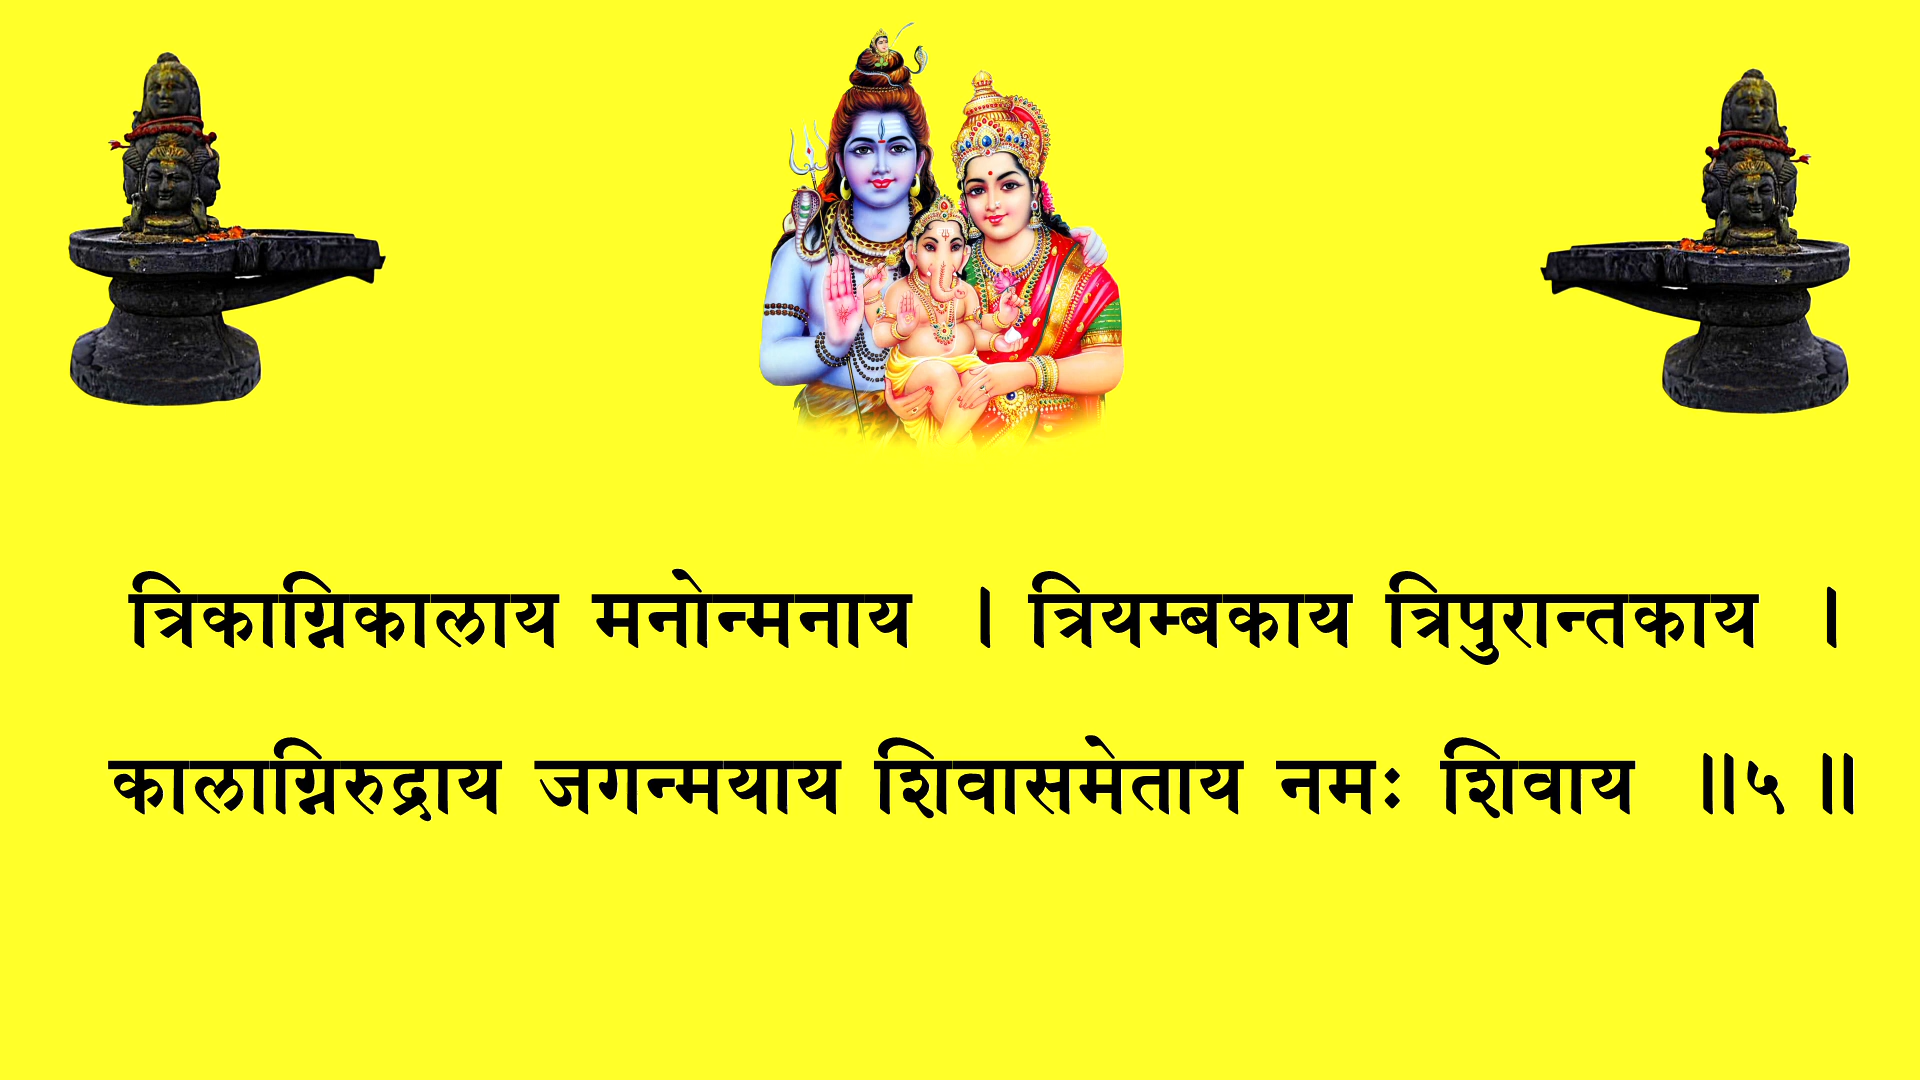 त्रिकाग्निकालाय मनोन्मनाय । त्रियम्बकाय त्रिपुरान्तकाय ।
कालाग्निरुद्राय जगन्मयाय शिवासमेताय नमः शिवाय ॥५ ॥